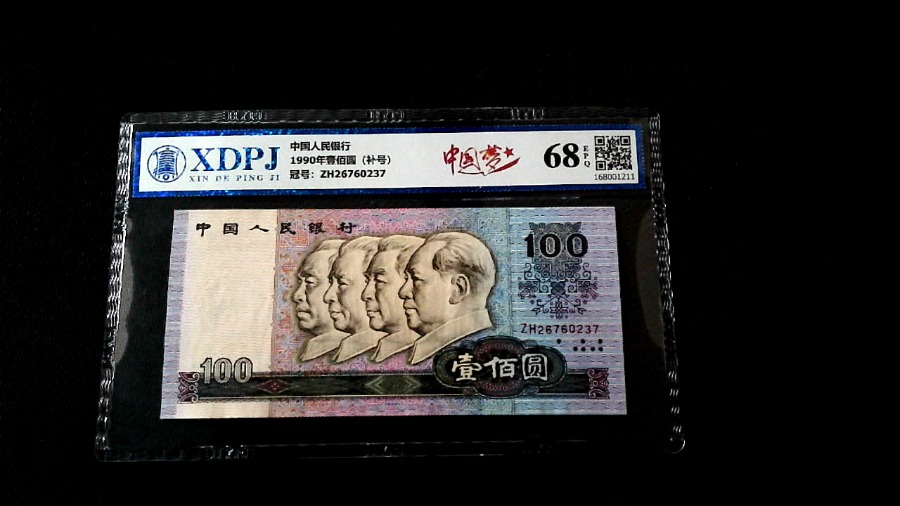 XDPJ
XIN DE PING JI
中国人民银行
1990年壹佰圆（补号）
冠号：ZH26760237
中国梦
68
EPQ
168001211
中国人民银行
100
ZH26760237
100
壹佰圆